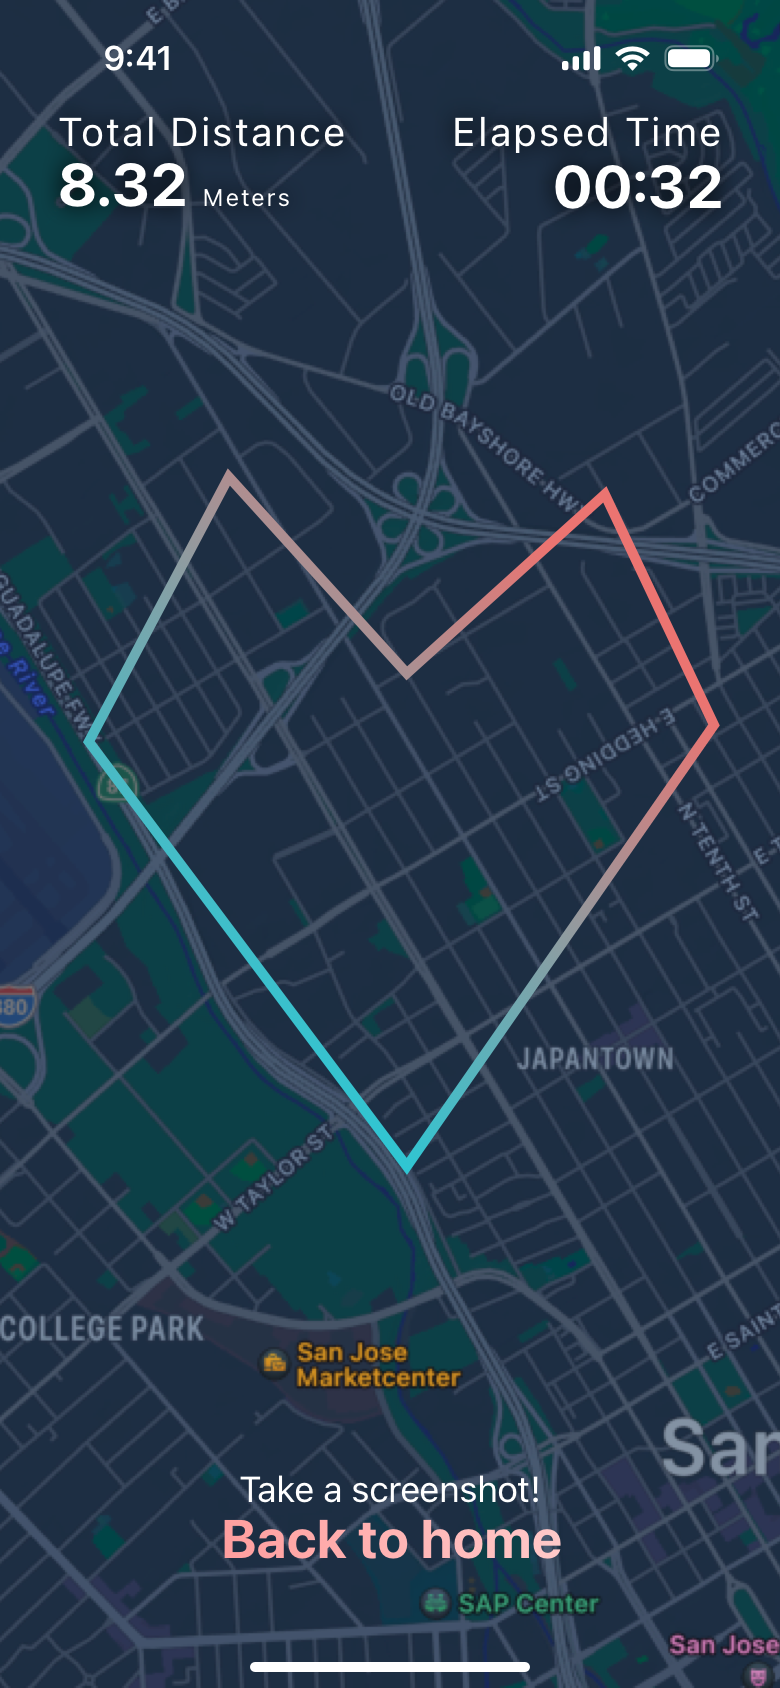 E B
9:41
Total Distance
8.32 Meters
Elapsed Time
00:32
OLD BAYSHORE HWY
COMMERC
GUADALUPE FWY
River
E HEDDING ST
87
N TENTH ST
E T
880
JAPANTOWN
W TAYLOR ST
COLLEGE PARK
E SAINT
San Jose
Marketcenter
San
Take a screenshot!
Back to home
SAP Center
San Jose